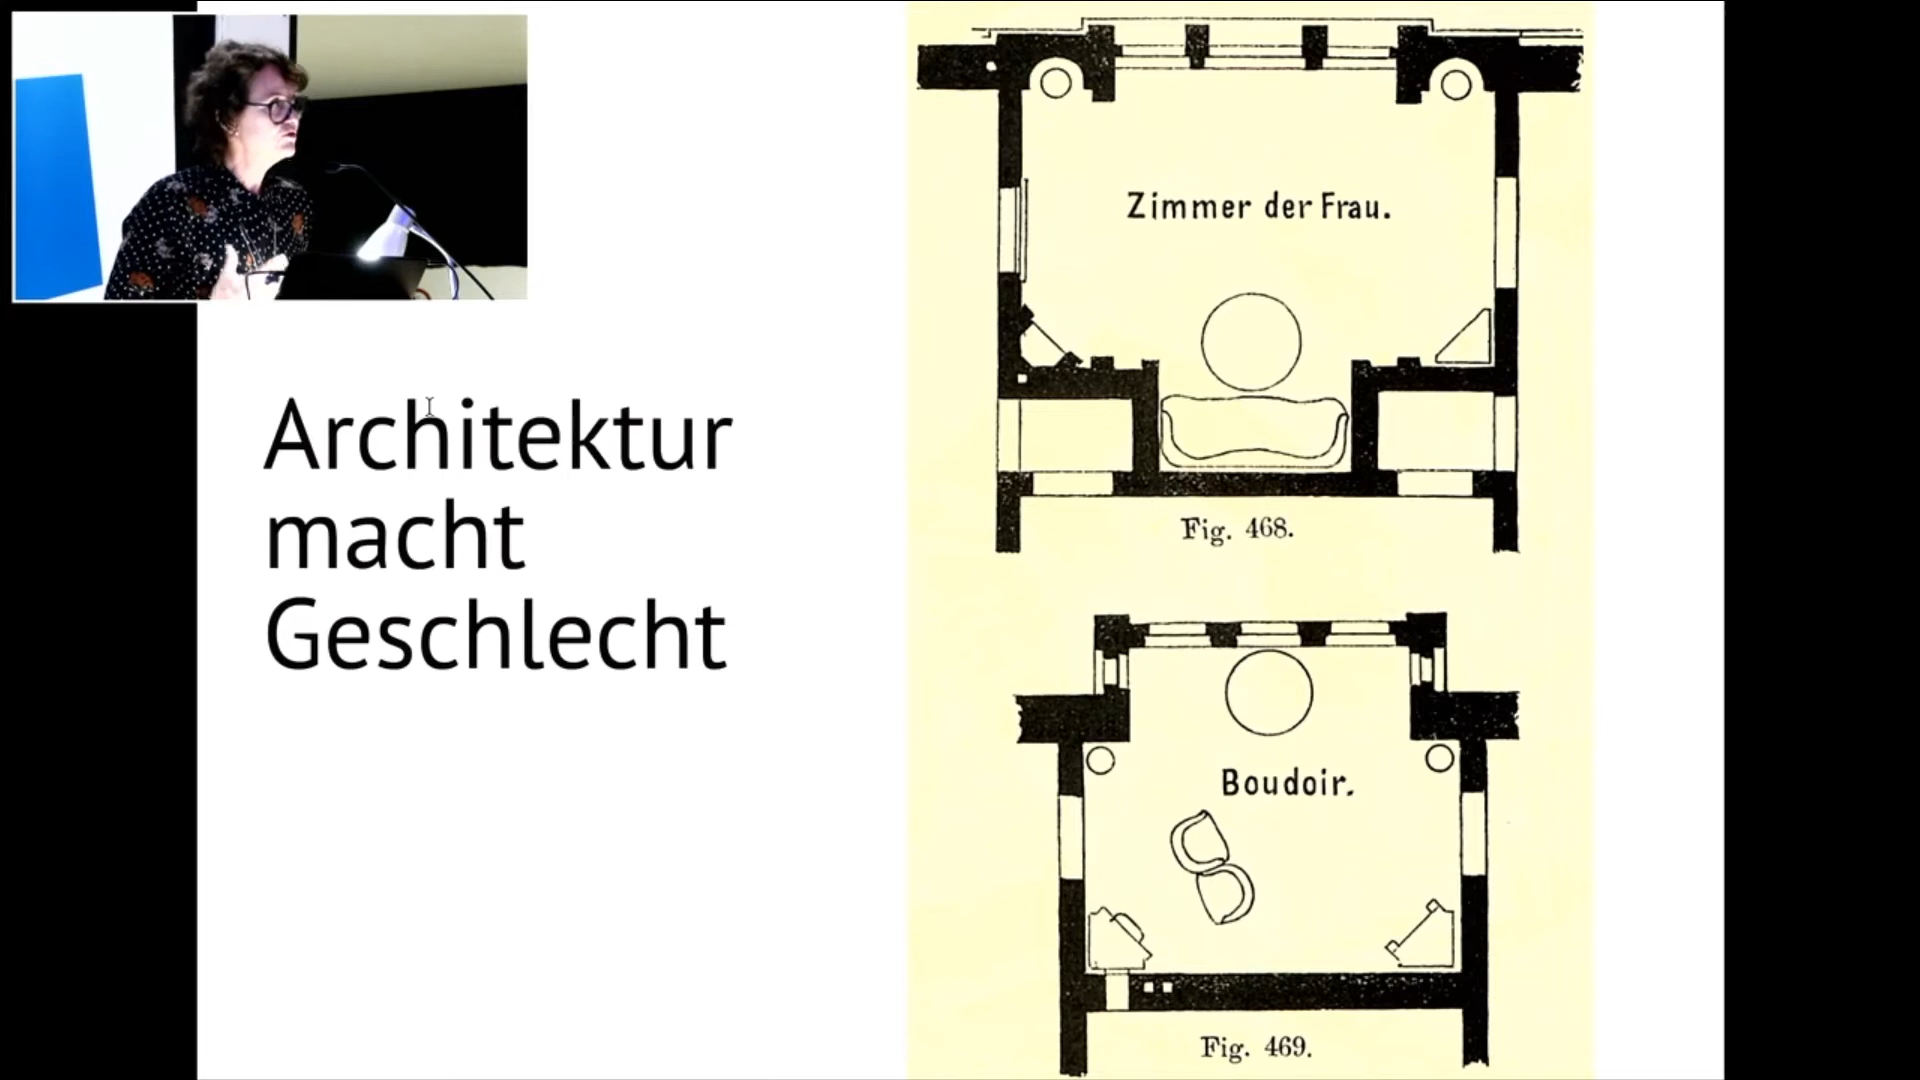 Architektur
macht
Geschlecht
Zimmer der Frau.
Fig. 468.
Boudoir.
Fig. 469.